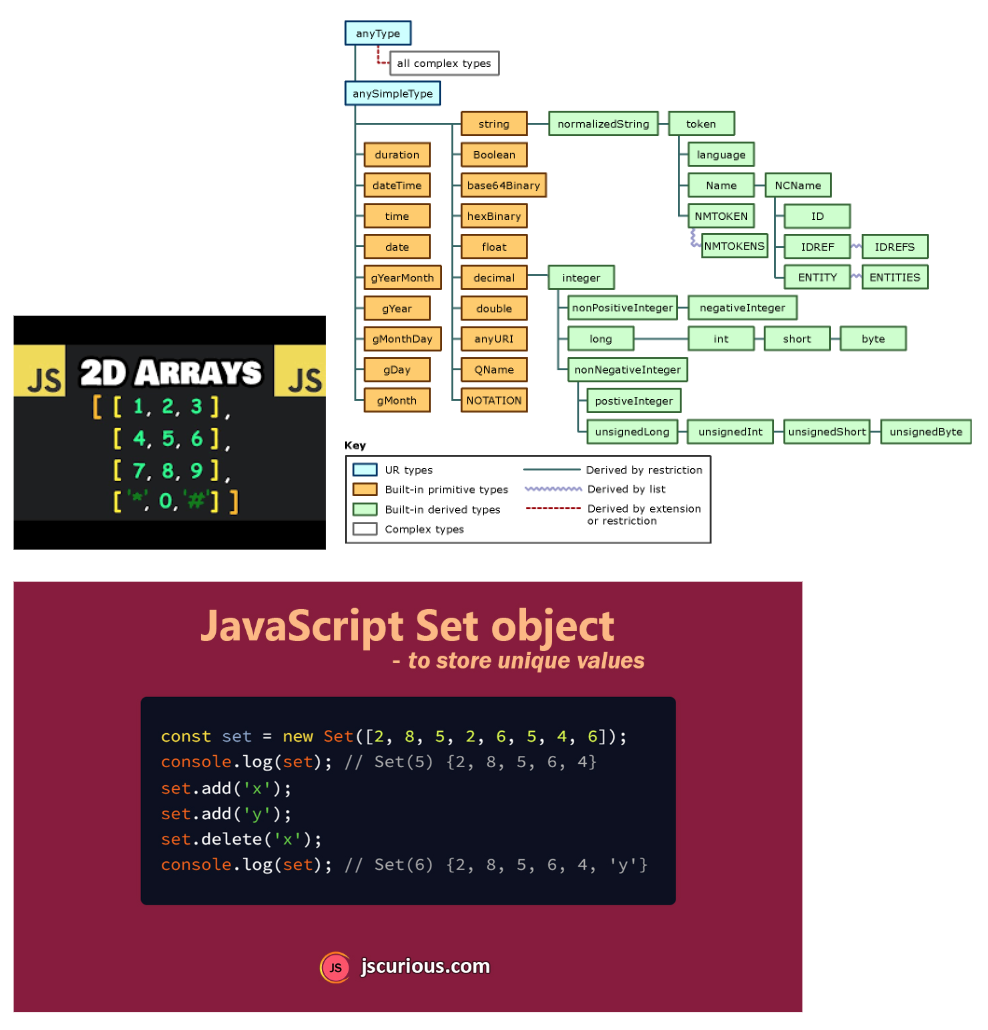 anyType
all complex types
anySimpleType
string normalizedString token
duration Boolean language
dateTime base64Binary Name NCName
time hexBinary NMTOKEN ID
date float NMTOKENS IDREF IDREFS
gYearMonth decimal integer ENTITY ENTITIES
gYear double nonPositiveInteger negativeInteger
gMonthDay anyURI long int short byte
gDay QName nonNegativeInteger
gMonth NOTATION postiveInteger
unsignedLong unsignedInt unsignedShort unsignedByte
Key
UR types Derived by restriction
Built-in primitive types Derived by list
Built-in derived types Derived by extension
or restriction
Complex types
JS 2D ARRAYS JS
[ [ 1, 2, 3 ],
[ 4, 5, 6 ],
[ 7, 8, 9 ],
[ '*', 0, '#' ] ]
JavaScript Set object
- to store unique values
const set = new Set([2, 8, 5, 2, 6, 5, 4, 6]);
console.log(set); // Set(5) {2, 8, 5, 6, 4}
set.add('x');
set.add('y');
set.delete('x');
console.log(set); // Set(6) {2, 8, 5, 6, 4, 'y'}
JS jscurious.com